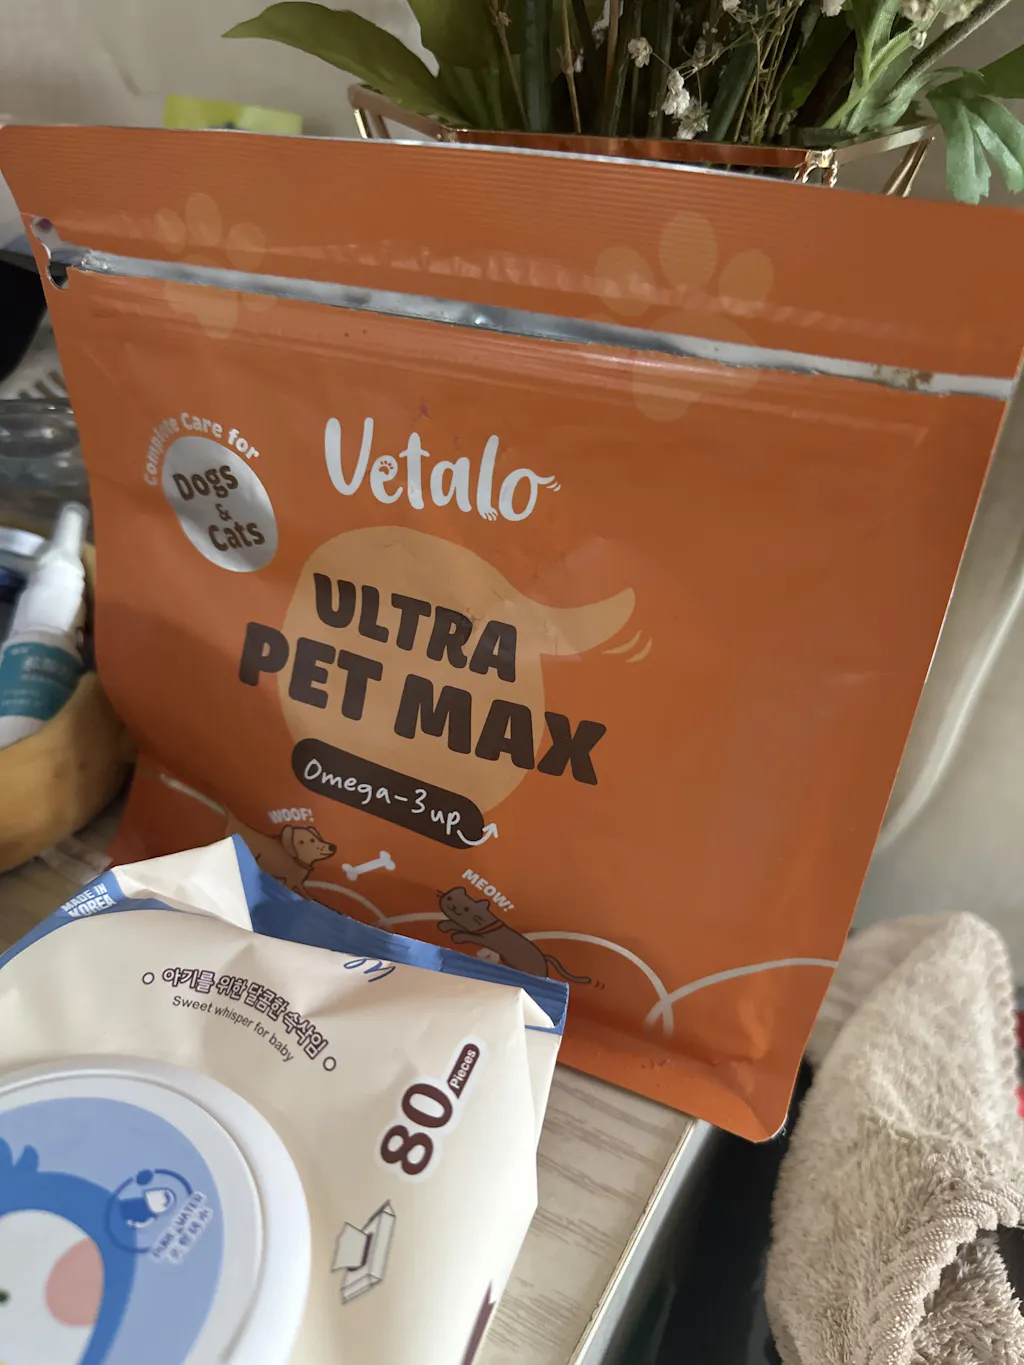 Complete Care for
Dogs
&
Cats
Vetalo
ULTRA
PET MAX
Omega-3 up
WOOF!
MEOW!
MADE IN
KOREA
아기를 위한 달콤한 속삭임
Sweet whisper for baby
80
Pieces